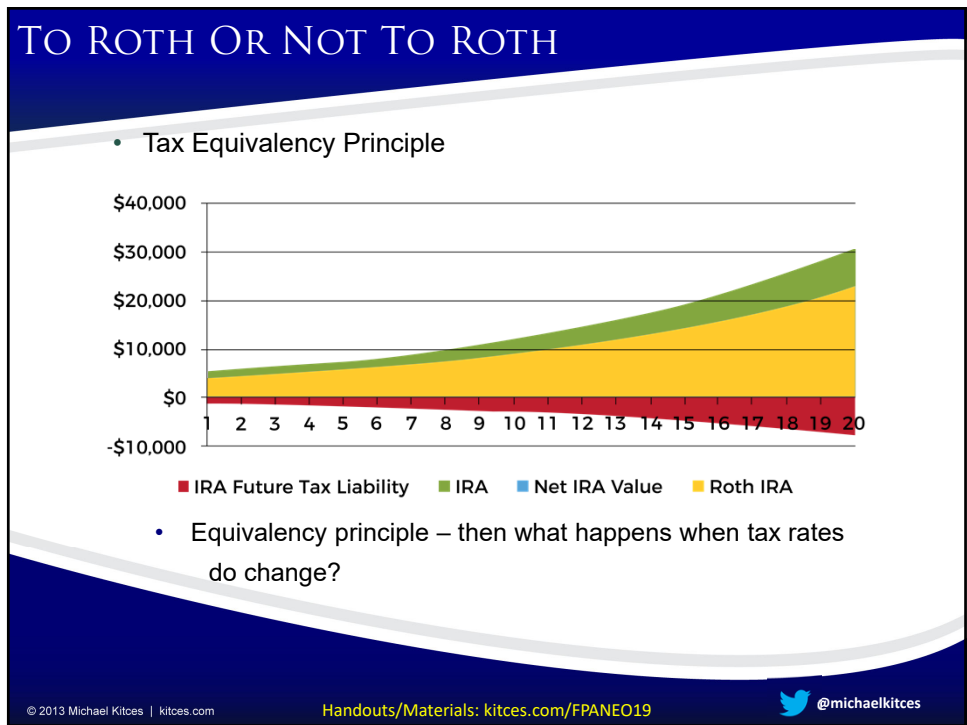 To Roth Or Not To Roth
• Tax Equivalency Principle
$40,000
$30,000
$20,000
$10,000
$0
1 2 3 4 5 6 7 8 9 10 11 12 13 14 15 16 17 18 19 20
-$10,000
IRA Future Tax Liability IRA Net IRA Value Roth IRA
• Equivalency principle – then what happens when tax rates
do change?
© 2013 Michael Kitces | kitces.com Handouts/Materials: kitces.com/FPANEO19 @michaelkitces